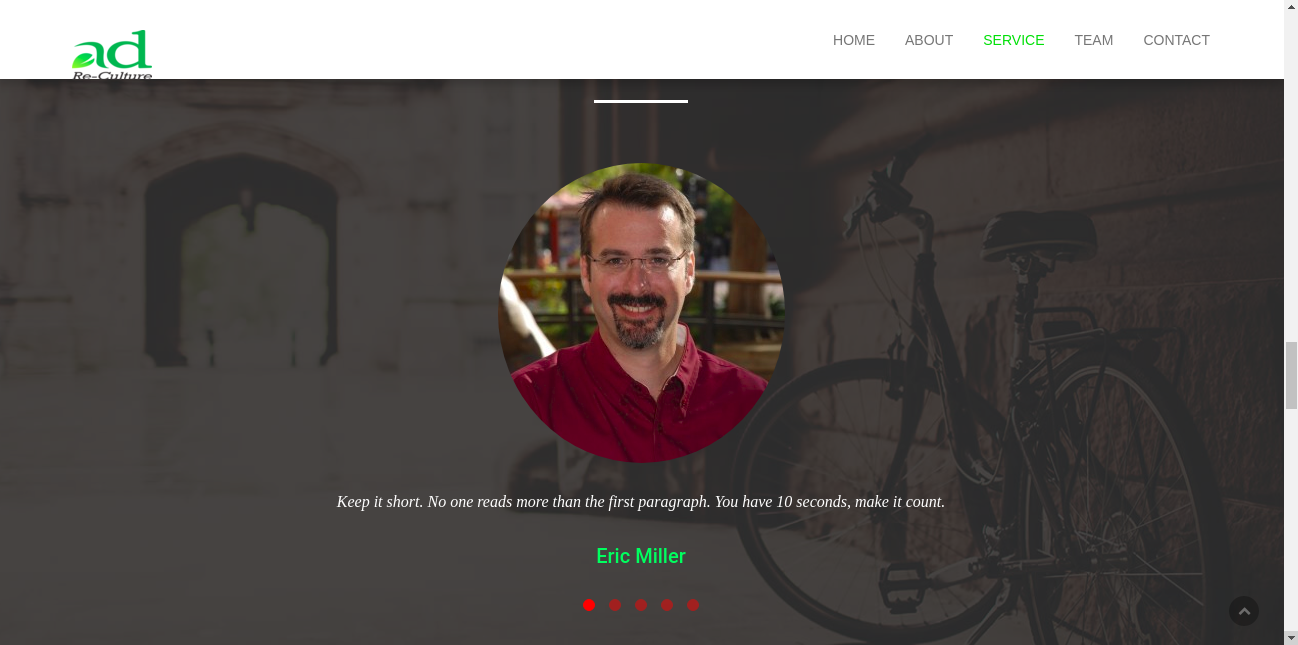 ad
Re-Culture
HOME ABOUT SERVICE TEAM CONTACT
Keep it short. No one reads more than the first paragraph. You have 10 seconds, make it count.
Eric Miller